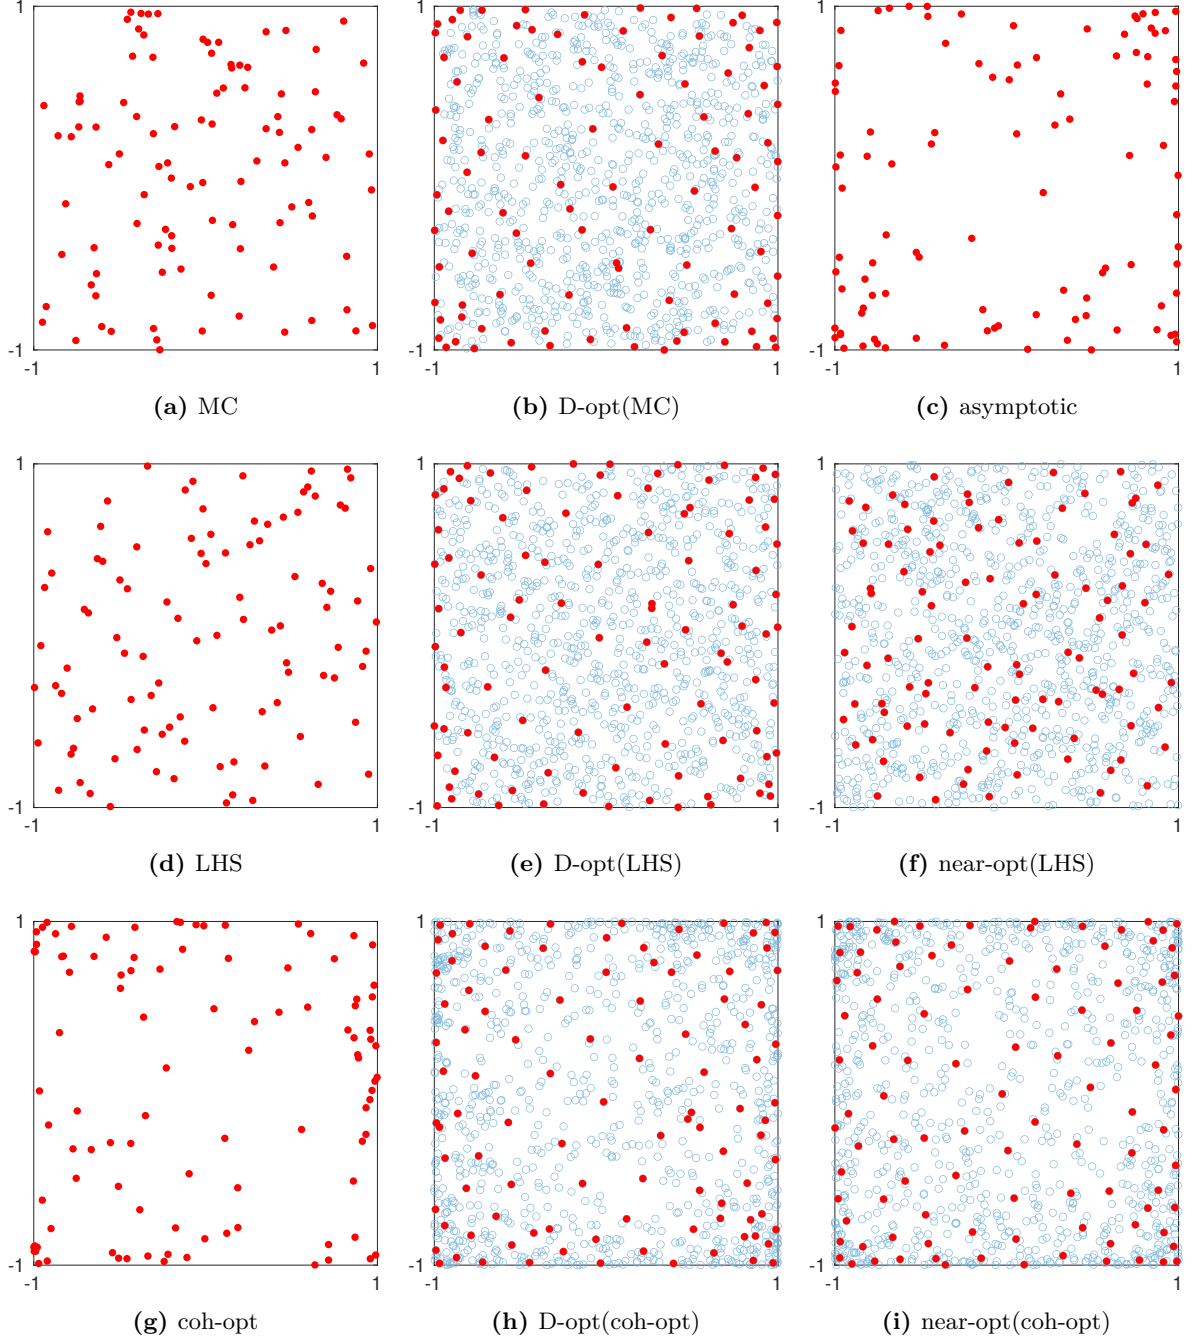 1 1 1
-1 -1 -1
-1 1 -1 1 -1 1
(a) MC (b) D-opt(MC) (c) asymptotic
1 1 1
-1 -1 -1
-1 1 -1 1 -1 1
(d) LHS (e) D-opt(LHS) (f) near-opt(LHS)
1 1 1
-1 -1 -1
-1 1 -1 1 -1 1
(g) coh-opt (h) D-opt(coh-opt) (i) near-opt(coh-opt)